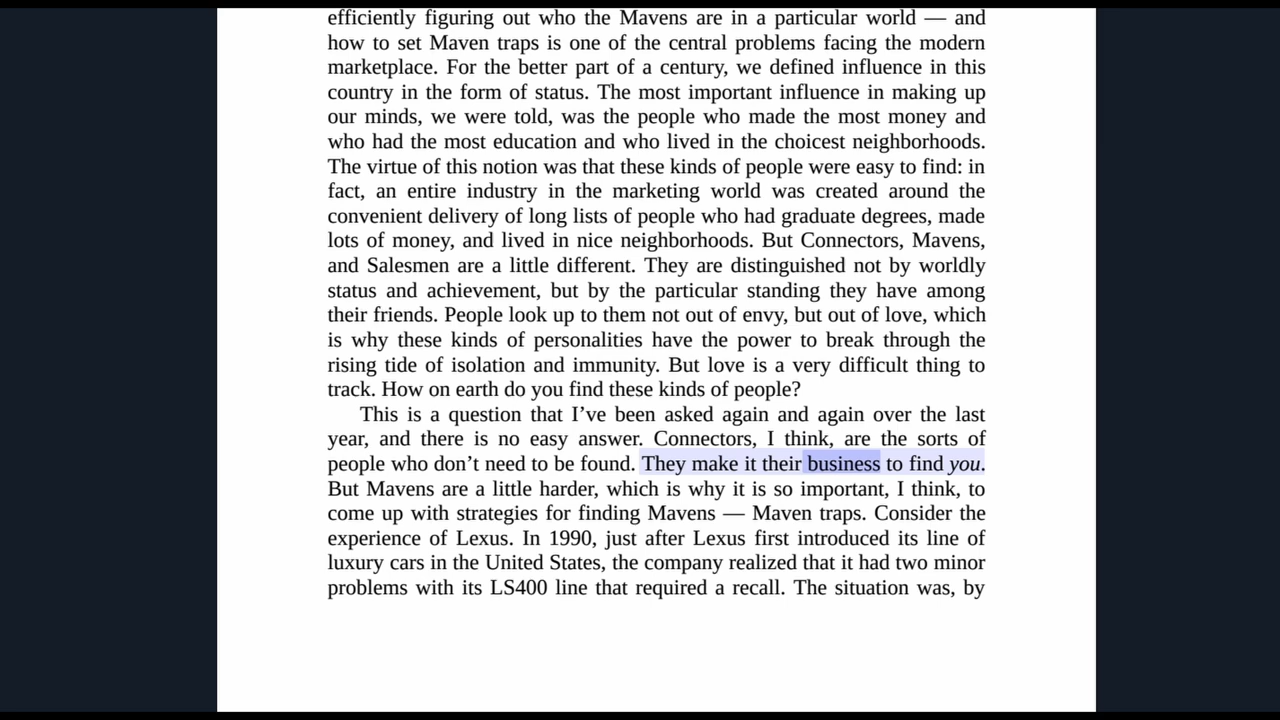 efficiently figuring out who the Mavens are in a particular world — and
how to set Maven traps is one of the central problems facing the modern
marketplace. For the better part of a century, we defined influence in this
country in the form of status. The most important influence in making up
our minds, we were told, was the people who made the most money and
who had the most education and who lived in the choicest neighborhoods.
The virtue of this notion was that these kinds of people were easy to find: in
fact, an entire industry in the marketing world was created around the
convenient delivery of long lists of people who had graduate degrees, made
lots of money, and lived in nice neighborhoods. But Connectors, Mavens,
and Salesmen are a little different. They are distinguished not by worldly
status and achievement, but by the particular standing they have among
their friends. People look up to them not out of envy, but out of love, which
is why these kinds of personalities have the power to break through the
rising tide of isolation and immunity. But love is a very difficult thing to
track. How on earth do you find these kinds of people?
This is a question that I’ve been asked again and again over the last
year, and there is no easy answer. Connectors, I think, are the sorts of
people who don’t need to be found. They make it their business to find you.
But Mavens are a little harder, which is why it is so important, I think, to
come up with strategies for finding Mavens — Maven traps. Consider the
experience of Lexus. In 1990, just after Lexus first introduced its line of
luxury cars in the United States, the company realized that it had two minor
problems with its LS400 line that required a recall. The situation was, by